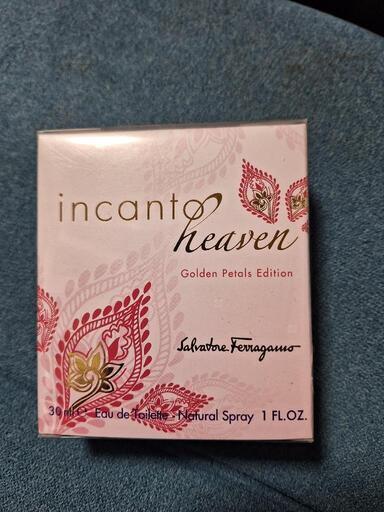 incanto
heaven
Golden Petals Edition
Salvatore Ferragamo
30 ml ℮ Eau de Toilette - Natural Spray 1 FL.OZ.